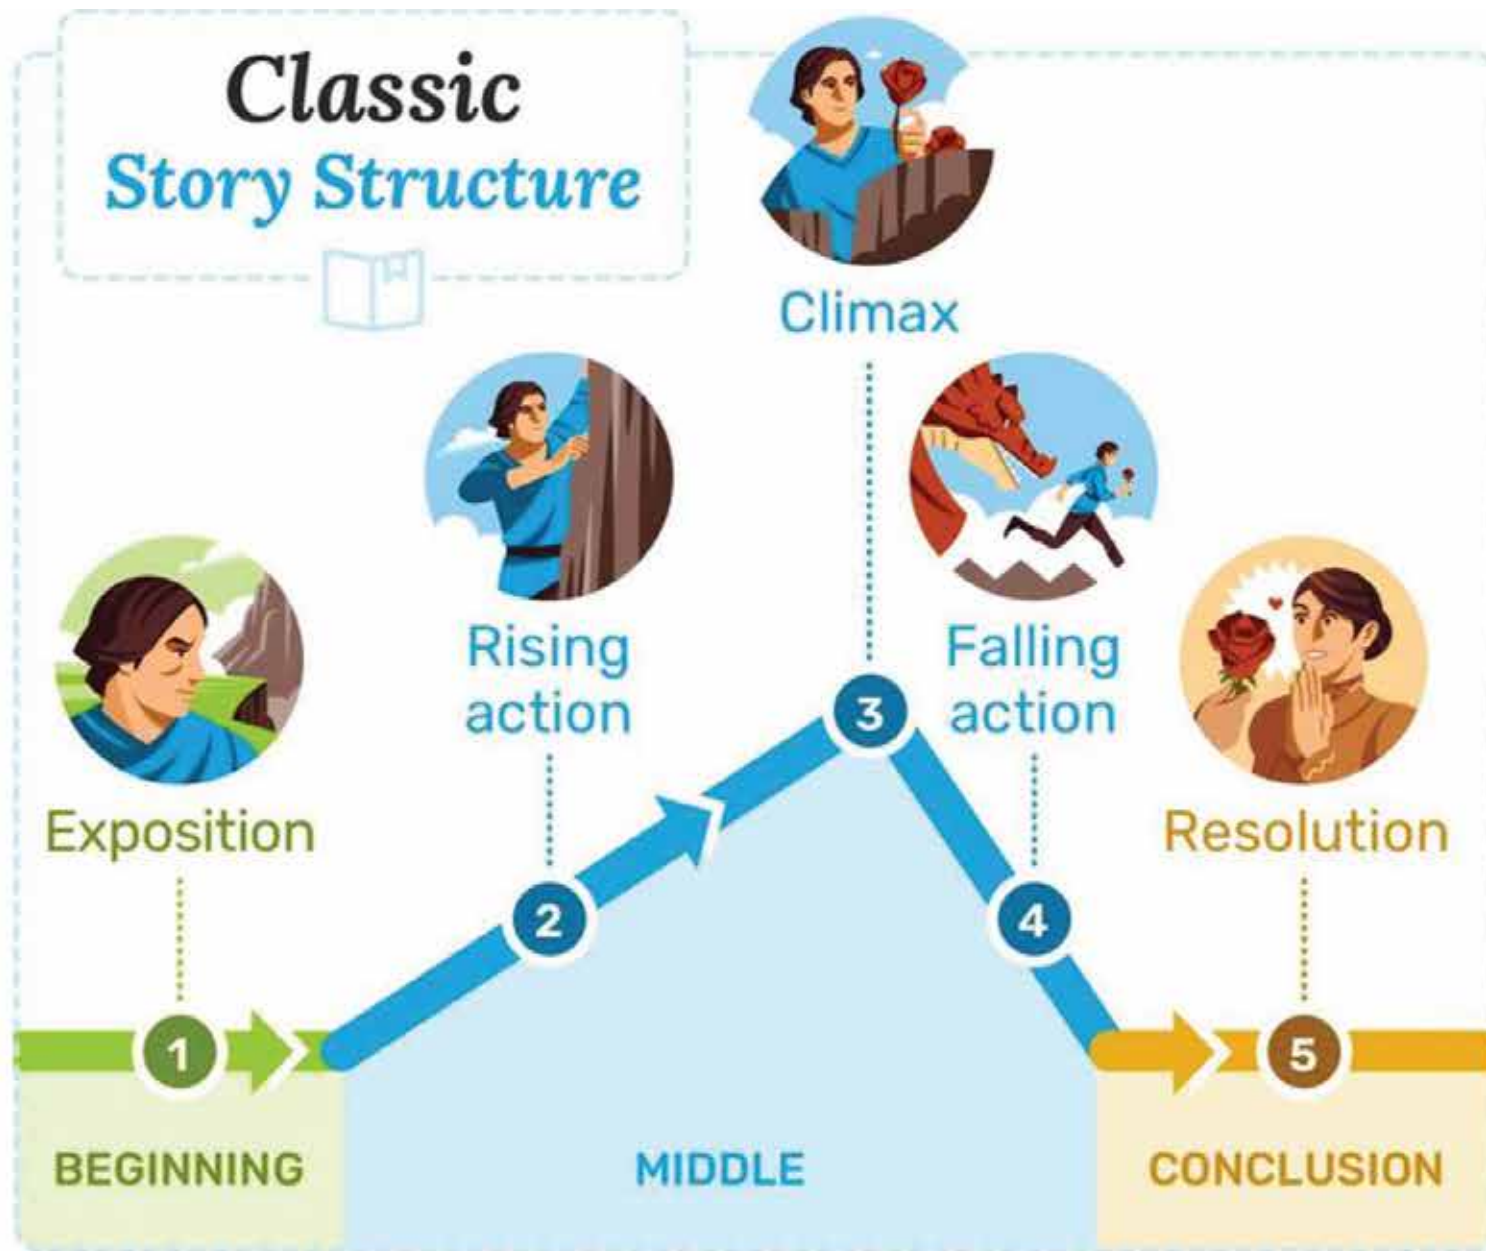 Classic
Story Structure
Climax
Rising
action
Falling
action
Exposition
Resolution
3
2
4
1
5
BEGINNING
MIDDLE
CONCLUSION